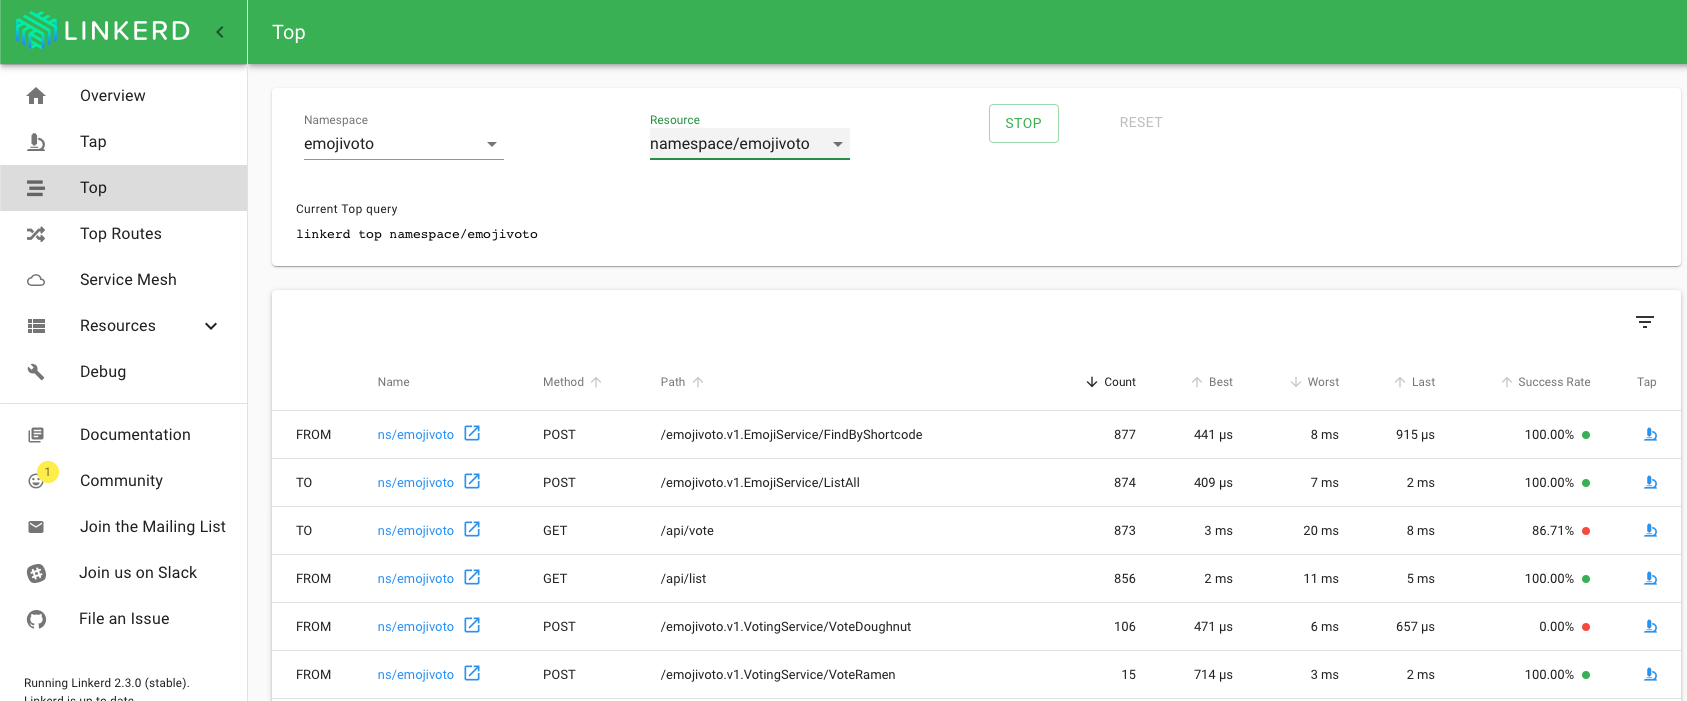 LINKERD
Top
Overview
Tap
Top
Top Routes
Service Mesh
Resources
Debug
Documentation
1
Community
Join the Mailing List
Join us on Slack
File an Issue
Running Linkerd 2.3.0 (stable).
Linkerd is up to date.
Namespace
emojivoto
Resource
namespace/emojivoto
STOP
RESET
Current Top query
linkerd top namespace/emojivoto
Name Method Path Count Best Worst Last Success Rate Tap
FROM ns/emojivoto POST /emojivoto.v1.EmojiService/FindByShortcode 877 441 µs 8 ms 915 µs 100.00%
TO ns/emojivoto POST /emojivoto.v1.EmojiService/ListAll 874 409 µs 7 ms 2 ms 100.00%
TO ns/emojivoto GET /api/vote 873 3 ms 20 ms 8 ms 86.71%
FROM ns/emojivoto GET /api/list 856 2 ms 11 ms 5 ms 100.00%
FROM ns/emojivoto POST /emojivoto.v1.VotingService/VoteDoughnut 106 471 µs 6 ms 657 µs 0.00%
FROM ns/emojivoto POST /emojivoto.v1.VotingService/VoteRamen 15 714 µs 3 ms 2 ms 100.00%